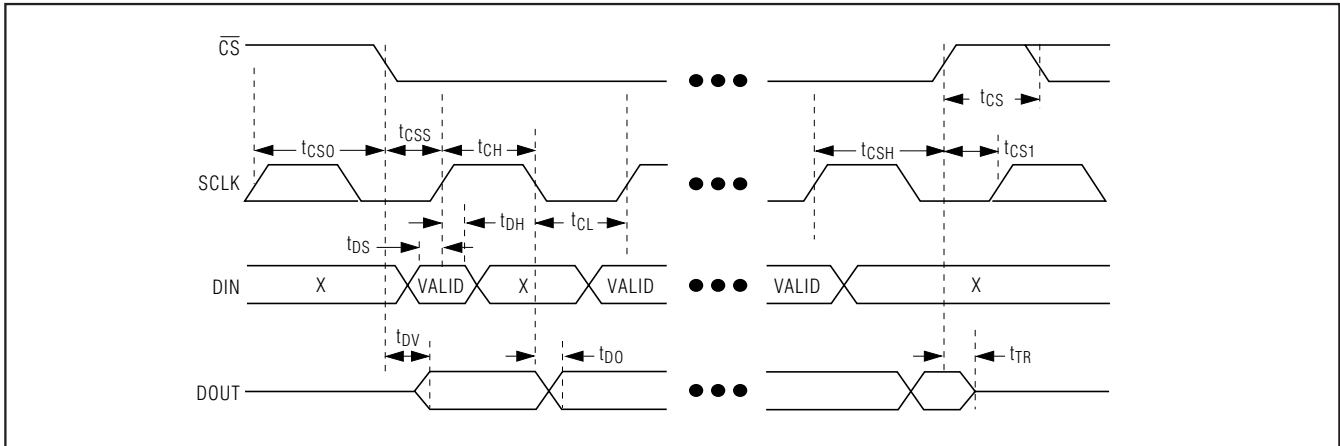 CS
tCS
tCSO tCSS tCH tCSH tCS1
SCLK
tDH tCL
tDS
DIN X VALID X VALID VALID X
tDV tDO tTR
DOUT